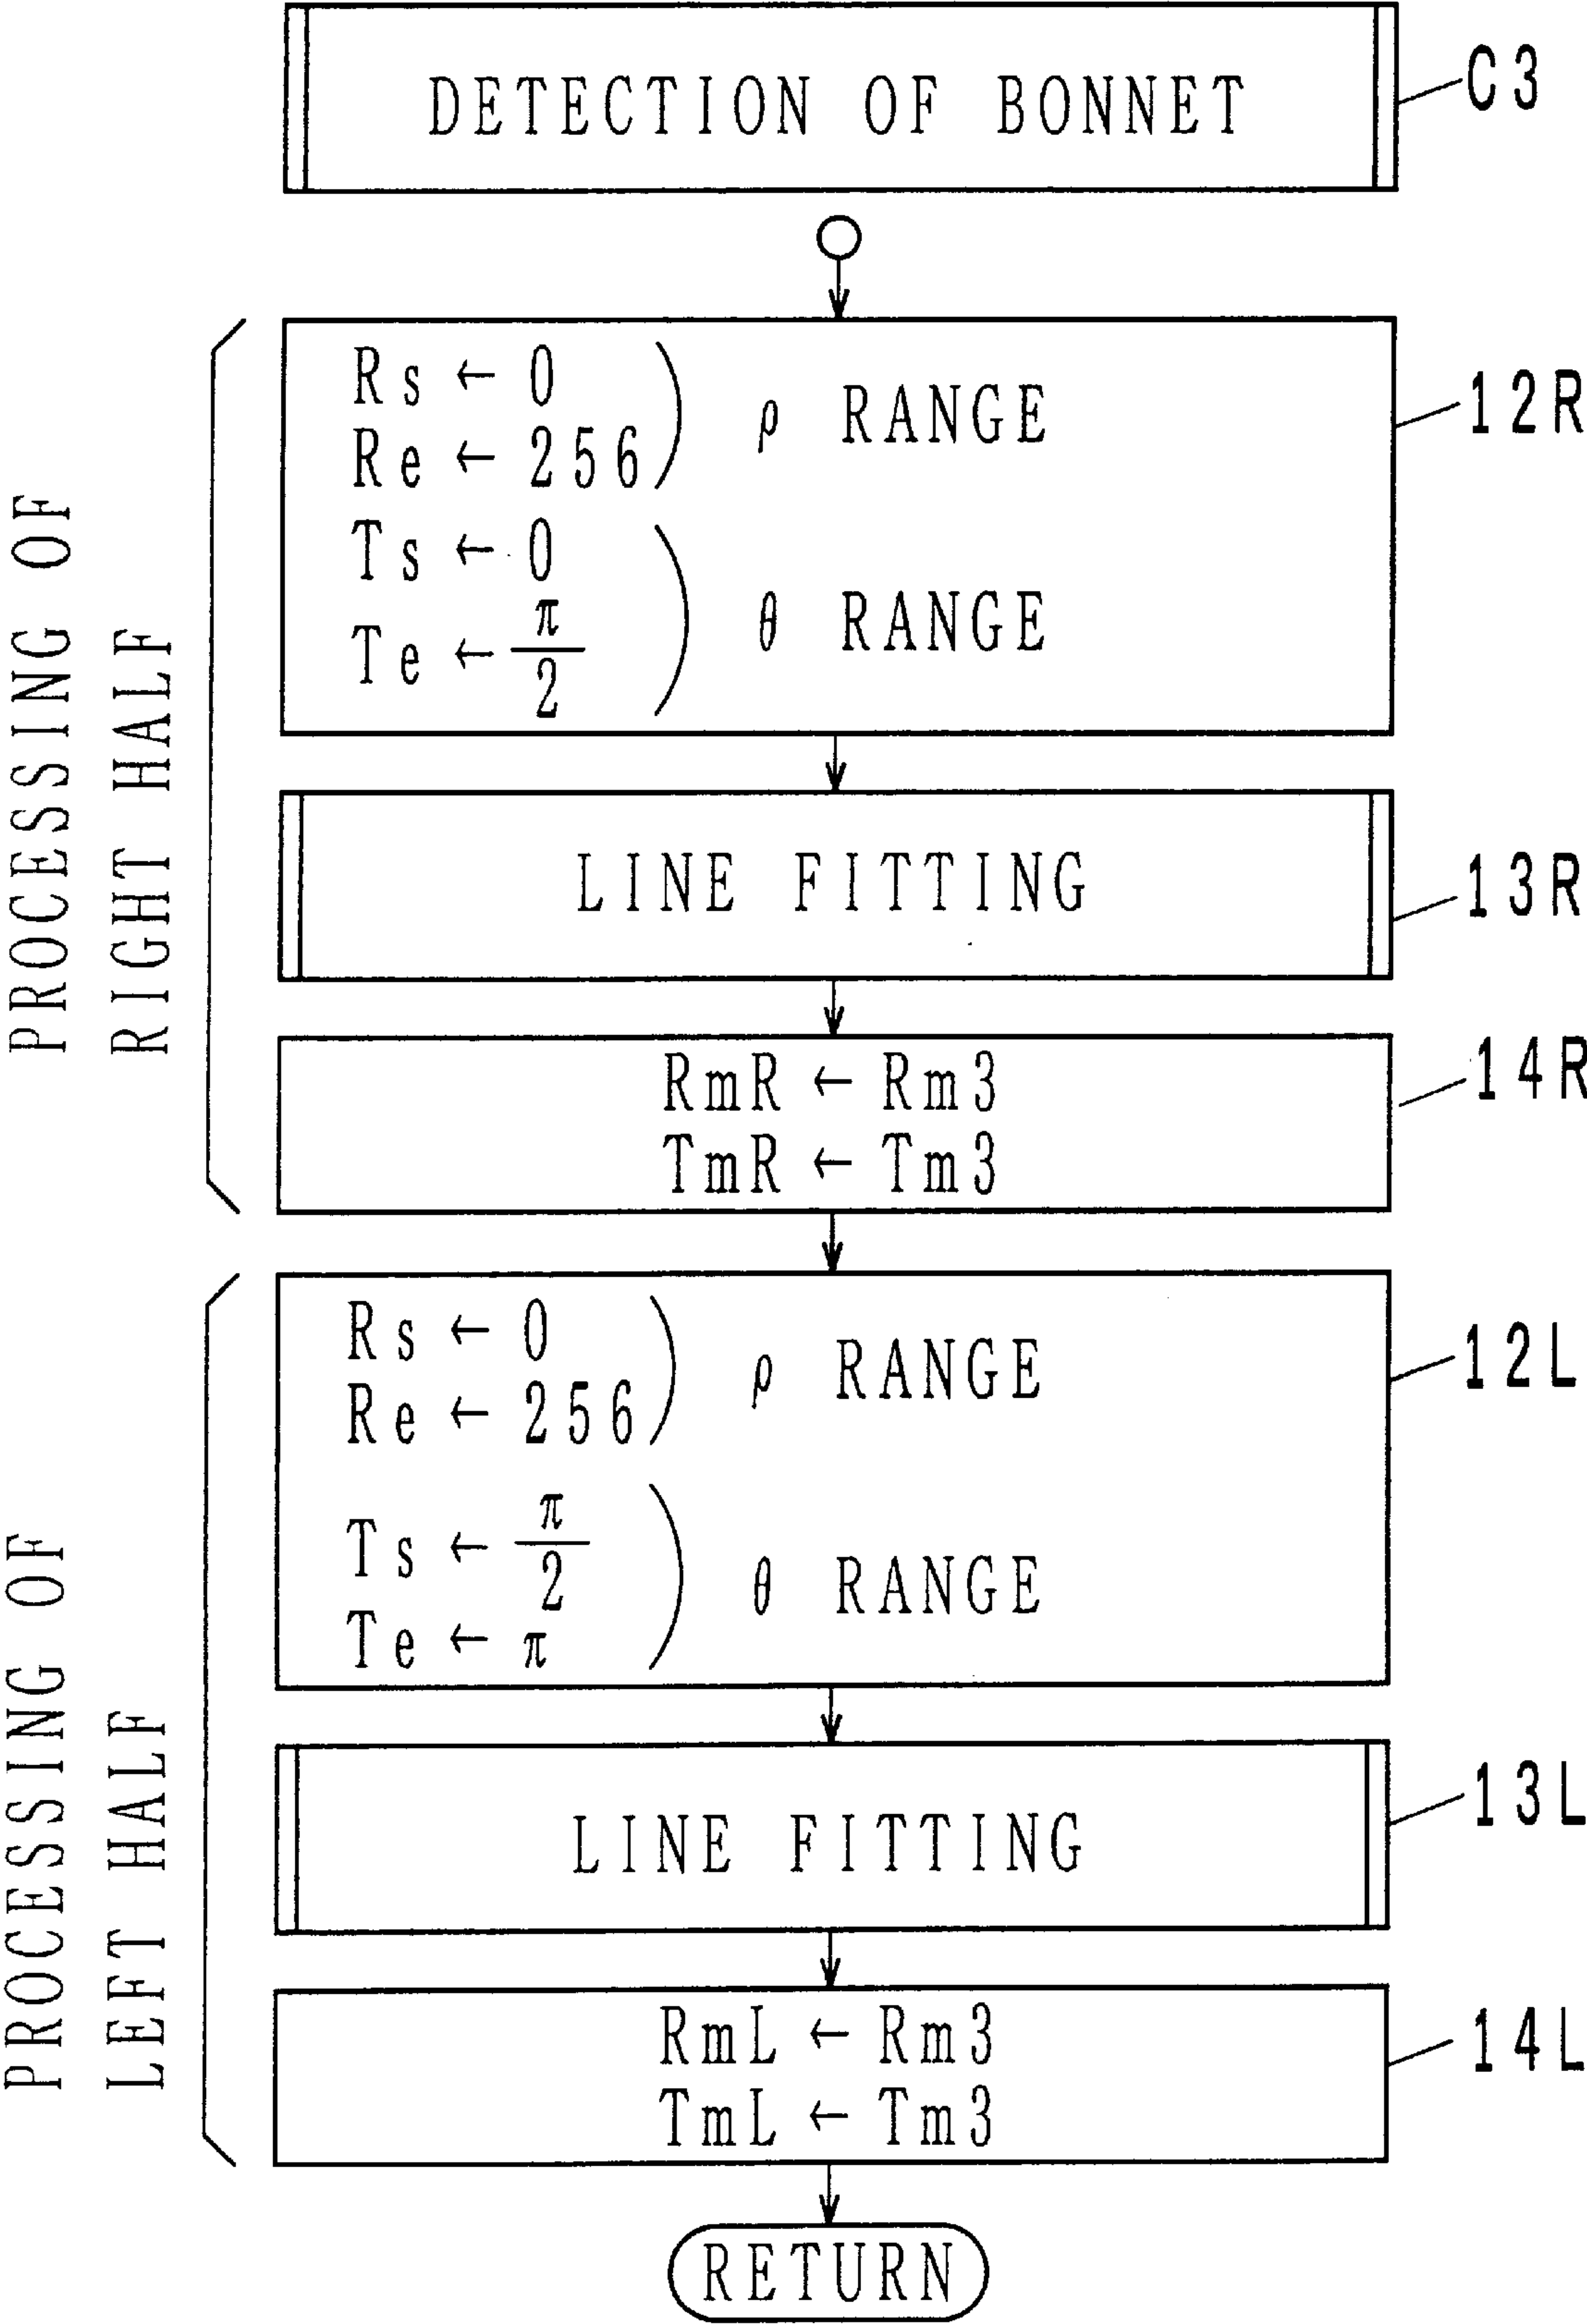 DETECTION OF BONNET
C3
PROCESSING OF
RIGHT HALF
Rs ← 0
Re ← 256
ρ RANGE
Ts ← 0
Te ← π/2
θ RANGE
12R
LINE FITTING
13R
RmR ← Rm3
TmR ← Tm3
14R
PROCESSING OF
LEFT HALF
Rs ← 0
Re ← 256
ρ RANGE
Ts ← π/2
Te ← π
θ RANGE
12L
LINE FITTING
13L
RmL ← Rm3
TmL ← Tm3
14L
RETURN